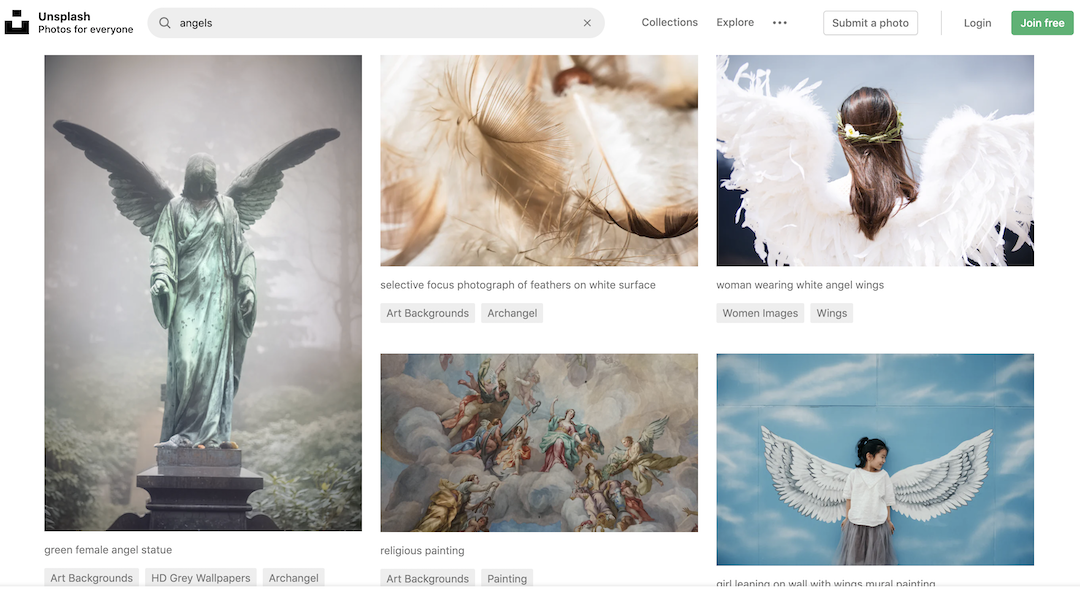 Unsplash
Photos for everyone
angels
Collections
Explore
Submit a photo
Login
Join free
green female angel statue
Art Backgrounds
HD Grey Wallpapers
Archangel
selective focus photograph of feathers on white surface
Art Backgrounds
Archangel
religious painting
Art Backgrounds
Painting
woman wearing white angel wings
Women Images
Wings
girl leaning on wall with wings mural painting